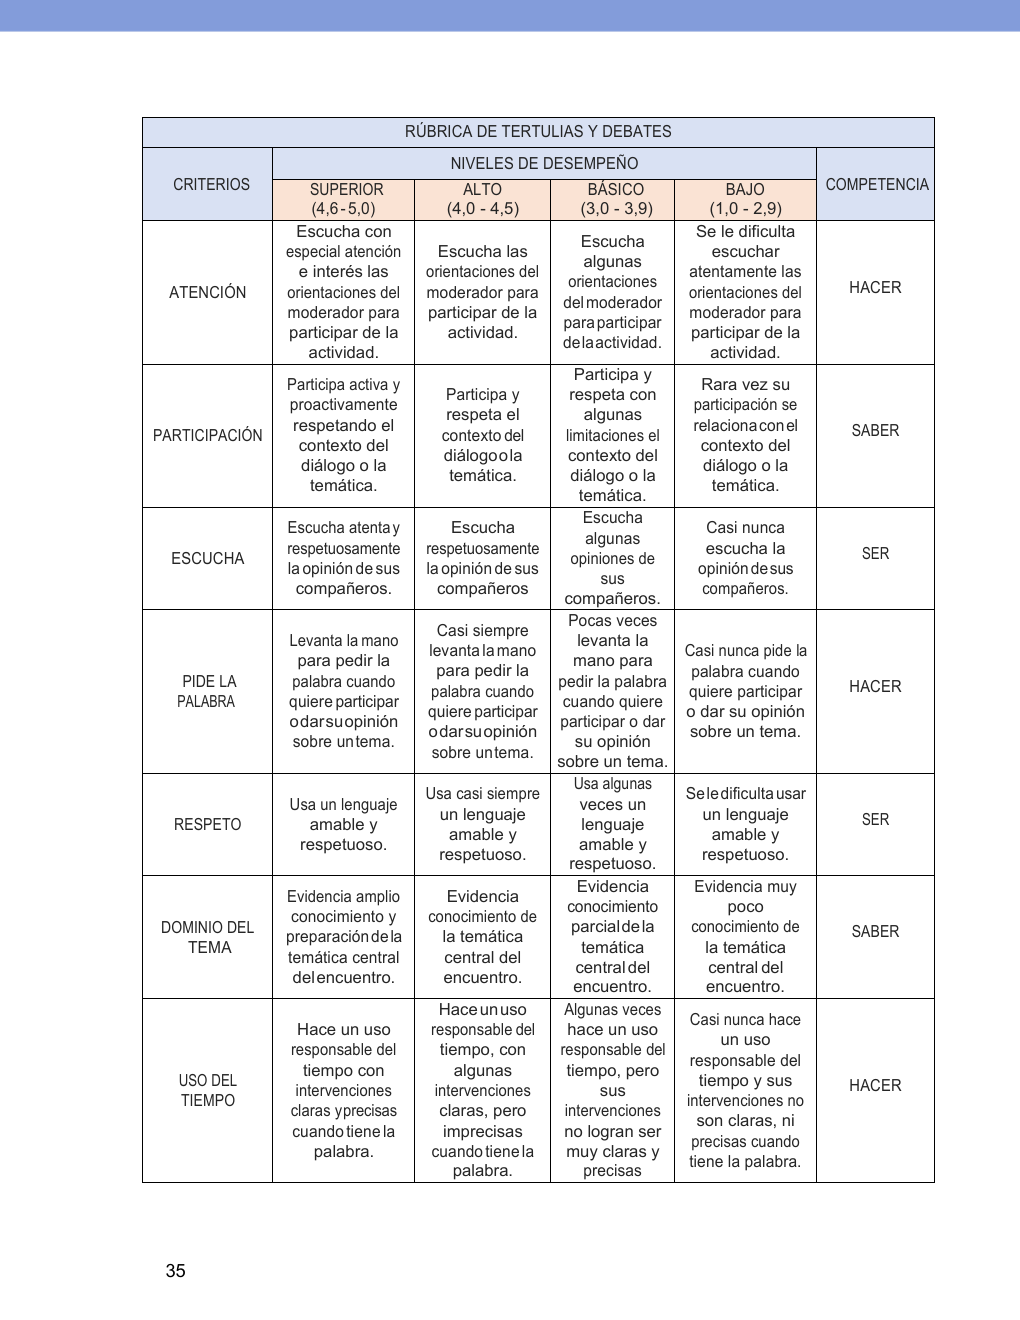 RÚBRICA DE TERTULIAS Y DEBATES
CRITERIOS
NIVELES DE DESEMPEÑO
COMPETENCIA
SUPERIOR
(4,6-5,0)
ALTO
(4,0 - 4,5)
BÁSICO
(3,0 - 3,9)
BAJO
(1,0 - 2,9)
ATENCIÓN
Escucha con
especial atención
e interés las
orientaciones del
moderador para
participar de la
actividad.
Escucha las
orientaciones del
moderador para
participar de la
actividad.
Escucha
algunas
orientaciones
del moderador
para participar
de la actividad.
Se le dificulta
escuchar
atentamente las
orientaciones del
moderador para
participar de la
actividad.
HACER
PARTICIPACIÓN
Participa activa y
proactivamente
respetando el
contexto del
diálogo o la
temática.
Participa y
respeta el
contexto del
diálogo o la
temática.
Participa y
respeta con
algunas
limitaciones el
contexto del
diálogo o la
temática.
Rara vez su
participación se
relaciona con el
contexto del
diálogo o la
temática.
SABER
ESCUCHA
Escucha atenta y
respetuosamente
la opinión de sus
compañeros.
Escucha
respetuosamente
la opinión de sus
compañeros
Escucha
algunas
opiniones de
sus
compañeros.
Casi nunca
escucha la
opinión de sus
compañeros.
SER
PIDE LA
PALABRA
Levanta la mano
para pedir la
palabra cuando
quiere participar
o dar su opinión
sobre un tema.
Casi siempre
levanta la mano
para pedir la
palabra cuando
quiere participar
o dar su opinión
sobre un tema.
Pocas veces
levanta la
mano para
pedir la palabra
cuando quiere
participar o dar
su opinión
sobre un tema.
Casi nunca pide la
palabra cuando
quiere participar
o dar su opinión
sobre un tema.
HACER
RESPETO
Usa un lenguaje
amable y
respetuoso.
Usa casi siempre
un lenguaje
amable y
respetuoso.
Usa algunas
veces un
lenguaje
amable y
respetuoso.
Se le dificulta usar
un lenguaje
amable y
respetuoso.
SER
DOMINIO DEL
TEMA
Evidencia amplio
conocimiento y
preparación de la
temática central
del encuentro.
Evidencia
conocimiento de
la temática
central del
encuentro.
Evidencia
conocimiento
parcial de la
temática
central del
encuentro.
Evidencia muy
poco
conocimiento de
la temática
central del
encuentro.
SABER
USO DEL
TIEMPO
Hace un uso
responsable del
tiempo con
intervenciones
claras y precisas
cuando tiene la
palabra.
Hace un uso
responsable del
tiempo, con
algunas
intervenciones
claras, pero
imprecisas
cuando tiene la
palabra.
Algunas veces
hace un uso
responsable del
tiempo, pero
sus
intervenciones
no logran ser
muy claras y
precisas
Casi nunca hace
un uso
responsable del
tiempo y sus
intervenciones no
son claras, ni
precisas cuando
tiene la palabra.
HACER
35